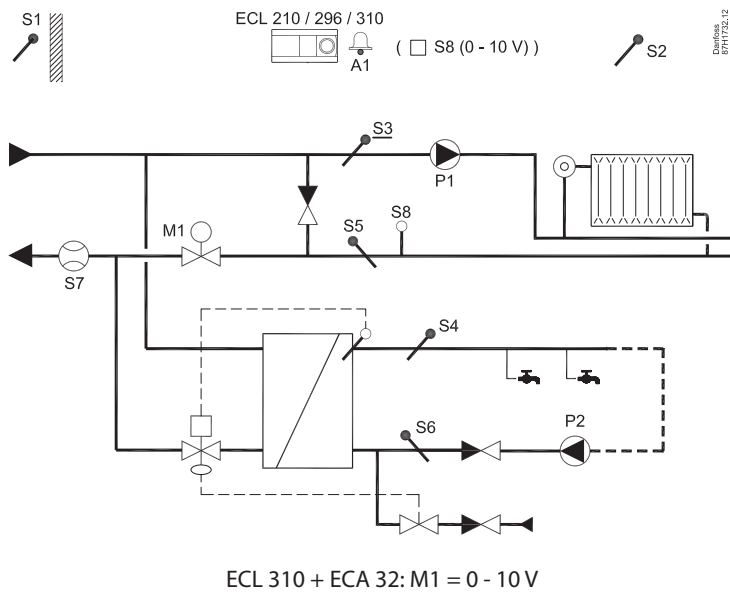 S1
ECL 210 / 296 / 310
A1
( S8 (0 - 10 V) )
S2
Danfoss
87H1732.12
S3
P1
M1
S5
S8
S7
S4
S6
P2
ECL 310 + ECA 32: M1 = 0 - 10 V